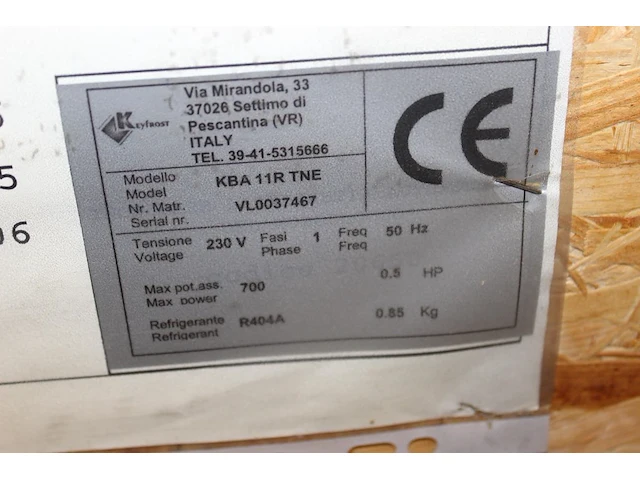 KEYFROST
Via Mirandola, 33
37026 Settimo di
Pescantina (VR)
ITALY
TEL. 39-41-5315666
CE
Modello KBA 11R TNE
Model
Nr. Matr. VL0037467
Serial nr.
Tensione 230 V Fasi 1 Freq 50 Hz
Voltage Phase Freq
Max pot.ass. 700 0.5 HP
Max power
Refrigerante R404A 0.85 Kg
Refrigerant
5
06